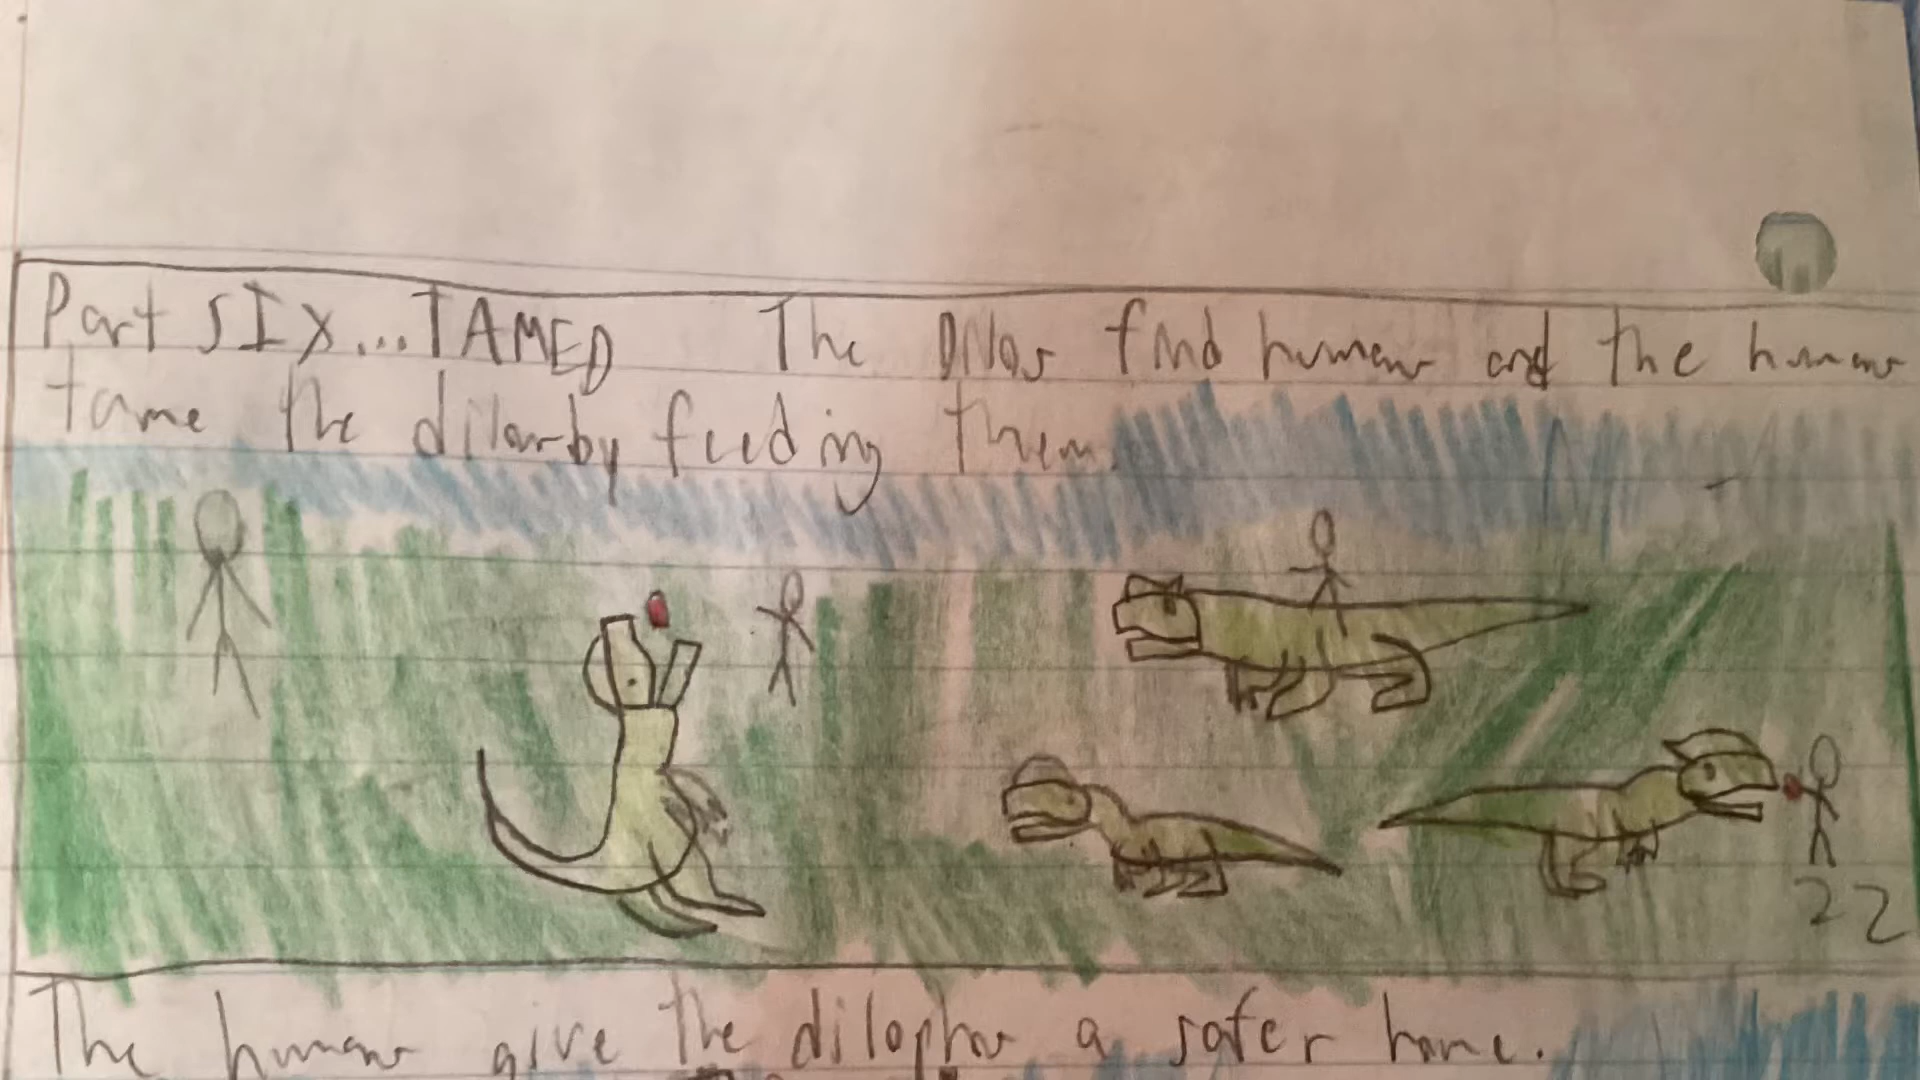 Part SIX...TAMED The Dilos find humans and the humans
tame the dilos by feeding them.
22
The humans give the dilophos a safer home.